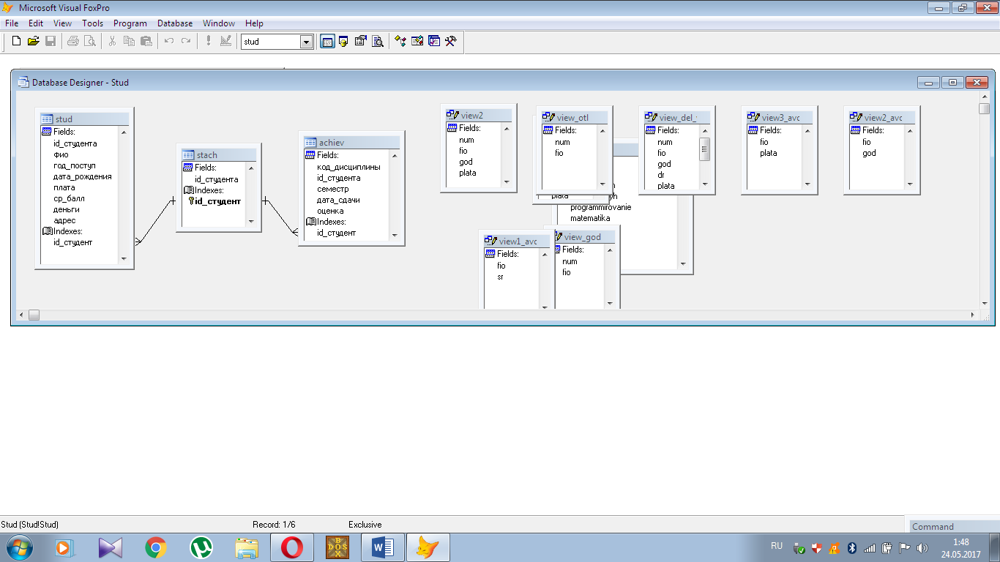 Microsoft Visual FoxPro
File Edit View Tools Program Database Window Help
stud
Database Designer - Stud
stud
Fields:
id_студента
фио
год_поступ
дата_рождения
плата
ср_балл
деньги
адрес
Indexes:
id_студент
stach
Fields:
id_студента
Indexes:
id_студент
achiev
Fields:
код_дисциплины
id_студента
семестр
дата_сдачи
оценка
Indexes:
id_студент
view2
Fields:
num
fio
god
plata
view_otl
Fields:
num
fio
plata
view_del_
Fields:
num
fio
god
dr
plata
view3_avc
Fields:
fio
plata
view2_avc
Fields:
fio
god
programmirovanie
matematika
view1_avc
Fields:
fio
sr
view_god
Fields:
num
fio
Stud (Stud!Stud)
Record: 1/6
Exclusive
Command
DOS
BOX
RU
1:48
24.05.2017